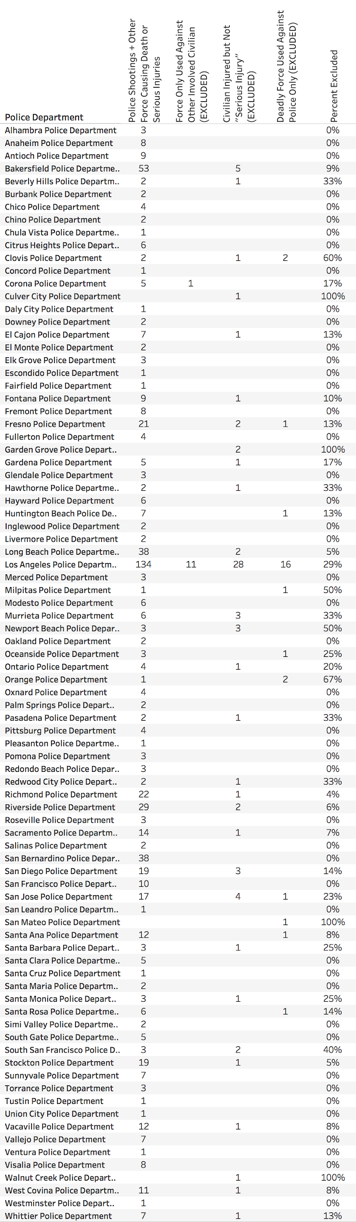 Police Department
Police Shootings + Other Force Causing Death or Serious Injuries
Force Only Used Against Other Involved Civilian (EXCLUDED)
Civilian Injured but Not "Serious Injury" (EXCLUDED)
Deadly Force Used Against Police Only (EXCLUDED)
Percent Excluded
Alhambra Police Department 3 0%
Anaheim Police Department 8 0%
Antioch Police Department 9 0%
Bakersfield Police Departme.. 53 5 9%
Beverly Hills Police Departm.. 2 1 33%
Burbank Police Department 2 0%
Chico Police Department 4 0%
Chino Police Department 2 0%
Chula Vista Police Departme.. 1 0%
Citrus Heights Police Depart.. 6 0%
Clovis Police Department 2 1 2 60%
Concord Police Department 1 0%
Corona Police Department 5 1 17%
Culver City Police Department 1 100%
Daly City Police Department 1 0%
Downey Police Department 2 0%
El Cajon Police Department 7 1 13%
El Monte Police Department 2 0%
Elk Grove Police Department 3 0%
Escondido Police Department 1 0%
Fairfield Police Department 1 0%
Fontana Police Department 9 1 10%
Fremont Police Department 8 0%
Fresno Police Department 21 2 1 13%
Fullerton Police Department 4 0%
Garden Grove Police Depart.. 2 100%
Gardena Police Department 5 1 17%
Glendale Police Department 3 0%
Hawthorne Police Departme.. 2 1 33%
Hayward Police Department 6 0%
Huntington Beach Police De.. 7 1 13%
Inglewood Police Department 2 0%
Livermore Police Department 2 0%
Long Beach Police Departme.. 38 2 5%
Los Angeles Police Departm.. 134 11 28 16 29%
Merced Police Department 3 0%
Milpitas Police Department 1 1 50%
Modesto Police Department 6 0%
Murrieta Police Department 6 3 33%
Newport Beach Police Depar.. 3 3 50%
Oakland Police Department 2 0%
Oceanside Police Department 3 1 25%
Ontario Police Department 4 1 20%
Orange Police Department 1 2 67%
Oxnard Police Department 4 0%
Palm Springs Police Depart.. 2 0%
Pasadena Police Department 2 1 33%
Pittsburg Police Department 4 0%
Pleasanton Police Departme.. 1 0%
Pomona Police Department 3 0%
Redondo Beach Police Depar.. 3 0%
Redwood City Police Depart.. 2 1 33%
Richmond Police Department 22 1 4%
Riverside Police Department 29 2 6%
Roseville Police Department 3 0%
Sacramento Police Departm.. 14 1 7%
Salinas Police Department 2 0%
San Bernardino Police Depar.. 38 0%
San Diego Police Department 19 3 14%
San Francisco Police Depart.. 10 0%
San Jose Police Department 17 4 1 23%
San Leandro Police Departm.. 1 0%
San Mateo Police Department 1 100%
Santa Ana Police Department 12 1 8%
Santa Barbara Police Depart.. 3 1 25%
Santa Clara Police Departme.. 5 0%
Santa Cruz Police Department 1 0%
Santa Maria Police Departm.. 2 0%
Santa Monica Police Depart.. 3 1 25%
Santa Rosa Police Departme.. 6 1 14%
Simi Valley Police Departme.. 2 0%
South Gate Police Departme.. 5 0%
South San Francisco Police D.. 3 2 40%
Stockton Police Department 19 1 5%
Sunnyvale Police Department 7 0%
Torrance Police Department 3 0%
Tustin Police Department 1 0%
Union City Police Department 1 0%
Vacaville Police Department 12 1 8%
Vallejo Police Department 7 0%
Ventura Police Department 1 0%
Visalia Police Department 8 0%
Walnut Creek Police Depart.. 1 100%
West Covina Police Departm.. 11 1 8%
Westminster Police Depart.. 1 0%
Whittier Police Department 7 1 13%